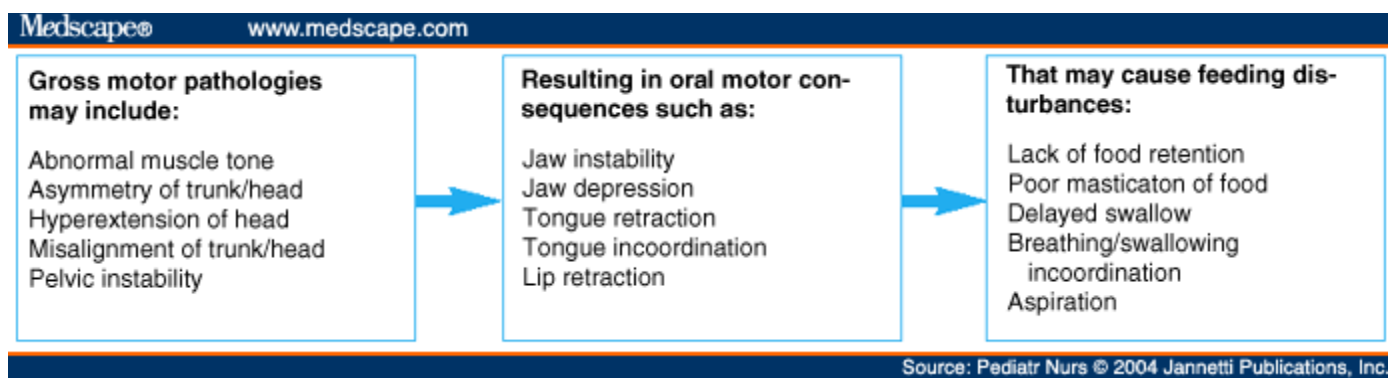 Medscape® www.medscape.com
Gross motor pathologies
may include:
Abnormal muscle tone
Asymmetry of trunk/head
Hyperextension of head
Misalignment of trunk/head
Pelvic instability
Resulting in oral motor con-
sequences such as:
Jaw instability
Jaw depression
Tongue retraction
Tongue incoordination
Lip retraction
That may cause feeding dis-
turbances:
Lack of food retention
Poor masticaton of food
Delayed swallow
Breathing/swallowing
incoordination
Aspiration
Source: Pediatr Nurs © 2004 Jannetti Publications, Inc.